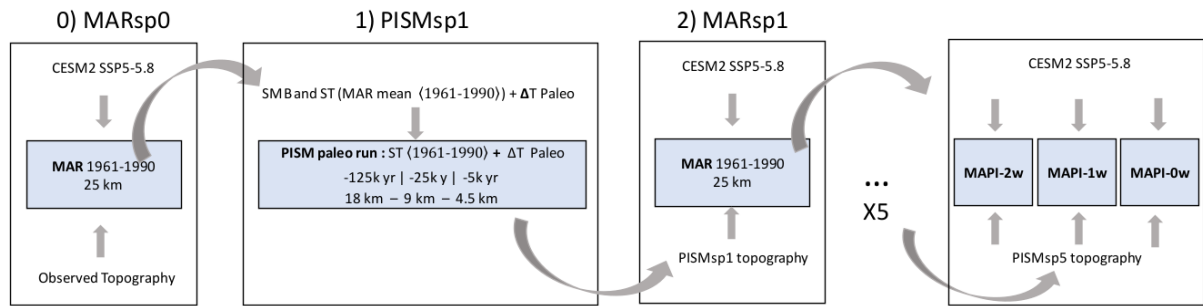 0) MARsp0
CESM2 SSP5-5.8
MAR 1961-1990
25 km
Observed Topography
1) PISMsp1
SMB and ST (MAR mean ⟨1961-1990⟩) + ΔT Paleo
PISM paleo run : ST ⟨1961-1990⟩ + ΔT Paleo
-125k yr | -25k y | -5k yr
18 km – 9 km – 4.5 km
2) MARsp1
CESM2 SSP5-5.8
MAR 1961-1990
25 km
PISMsp1 topography
...
X5
CESM2 SSP5-5.8
MAPI-2w
MAPI-1w
MAPI-0w
PISMsp5 topography